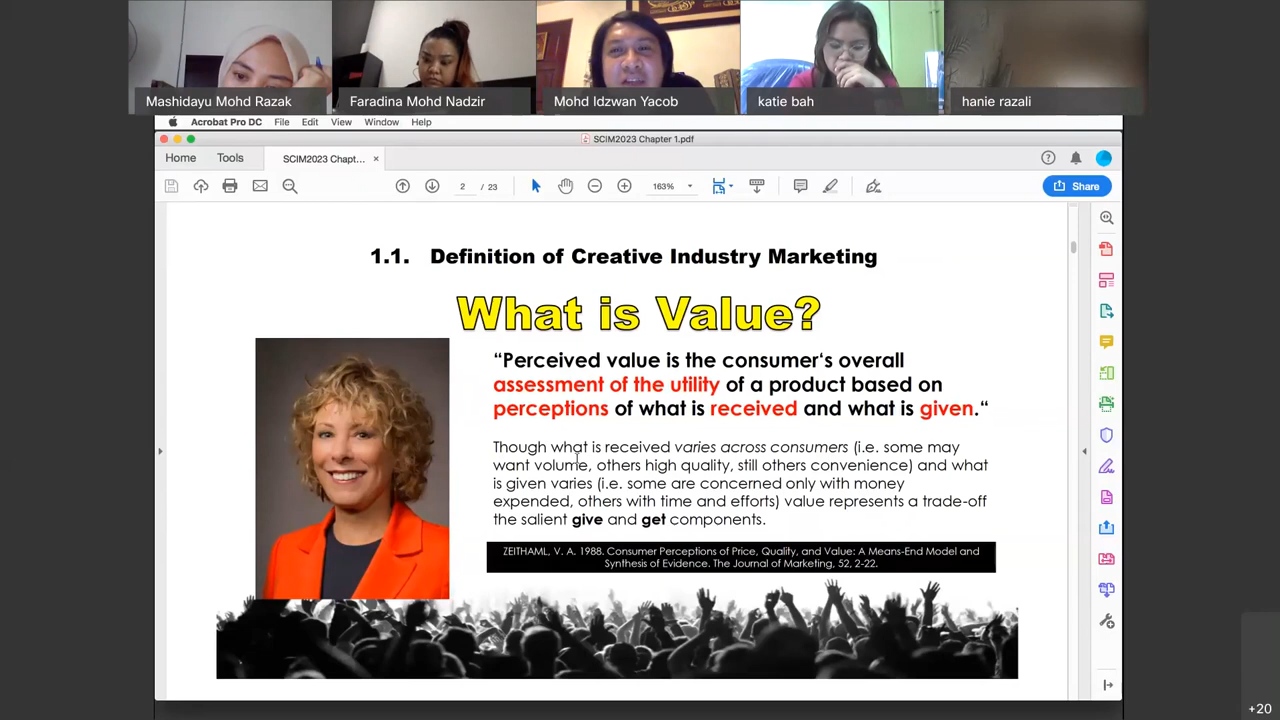 Mashidayu Mohd Razak
Faradina Mohd Nadzir
Mohd Idzwan Yacob
katie bah
hanie razali
Acrobat Pro DC File Edit View Window Help
SCIM2023 Chapter 1.pdf
Home Tools SCIM2023 Chapt... ×
2 / 23 163% Share
1.1. Definition of Creative Industry Marketing
What is Value?
“Perceived value is the consumer‘s overall
assessment of the utility of a product based on
perceptions of what is received and what is given.“
Though what is received varies across consumers (i.e. some may
want volume, others high quality, still others convenience) and what
is given varies (i.e. some are concerned only with money
expended, others with time and efforts) value represents a trade-off
the salient give and get components.
ZEITHAML, V. A. 1988. Consumer Perceptions of Price, Quality, and Value: A Means-End Model and
Synthesis of Evidence. The Journal of Marketing, 52, 2-22.
+20